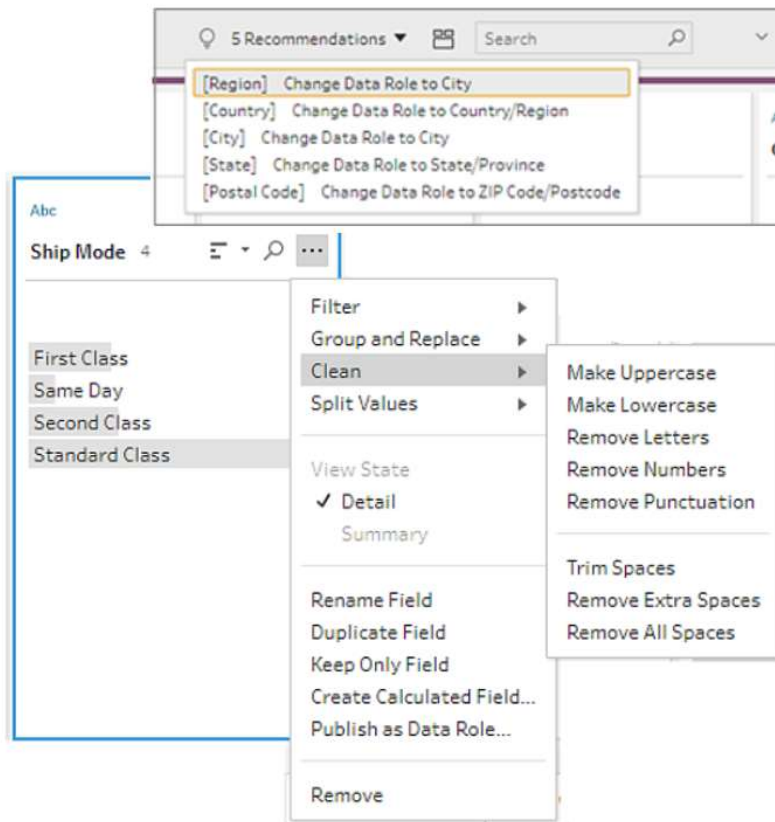 5 Recommendations
Search
[Region] Change Data Role to City
[Country] Change Data Role to Country/Region
[City] Change Data Role to City
[State] Change Data Role to State/Province
[Postal Code] Change Data Role to ZIP Code/Postcode
Abc
Ship Mode 4
First Class
Same Day
Second Class
Standard Class
Filter
Group and Replace
Clean
Split Values
View State
✓ Detail
Summary
Rename Field
Duplicate Field
Keep Only Field
Create Calculated Field...
Publish as Data Role...
Remove
Make Uppercase
Make Lowercase
Remove Letters
Remove Numbers
Remove Punctuation
Trim Spaces
Remove Extra Spaces
Remove All Spaces